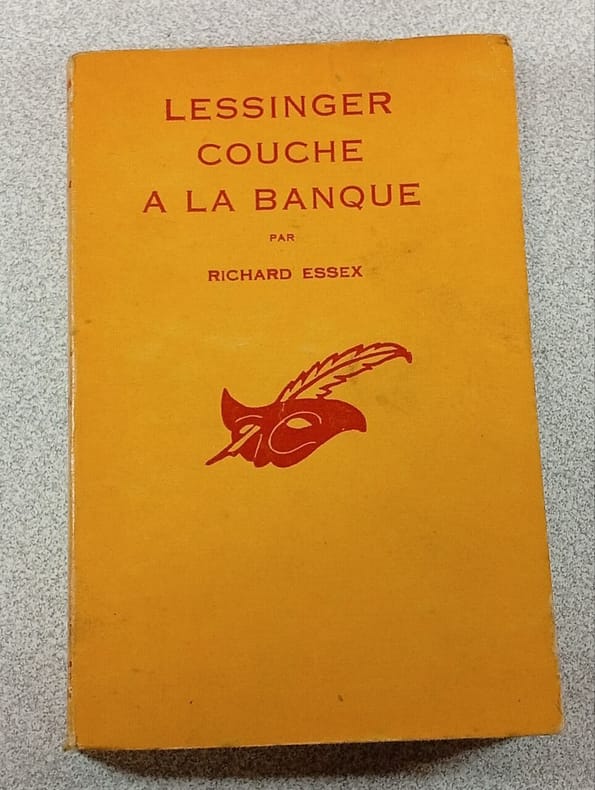 LESSINGER
COUCHE
A LA BANQUE
PAR
RICHARD ESSEX